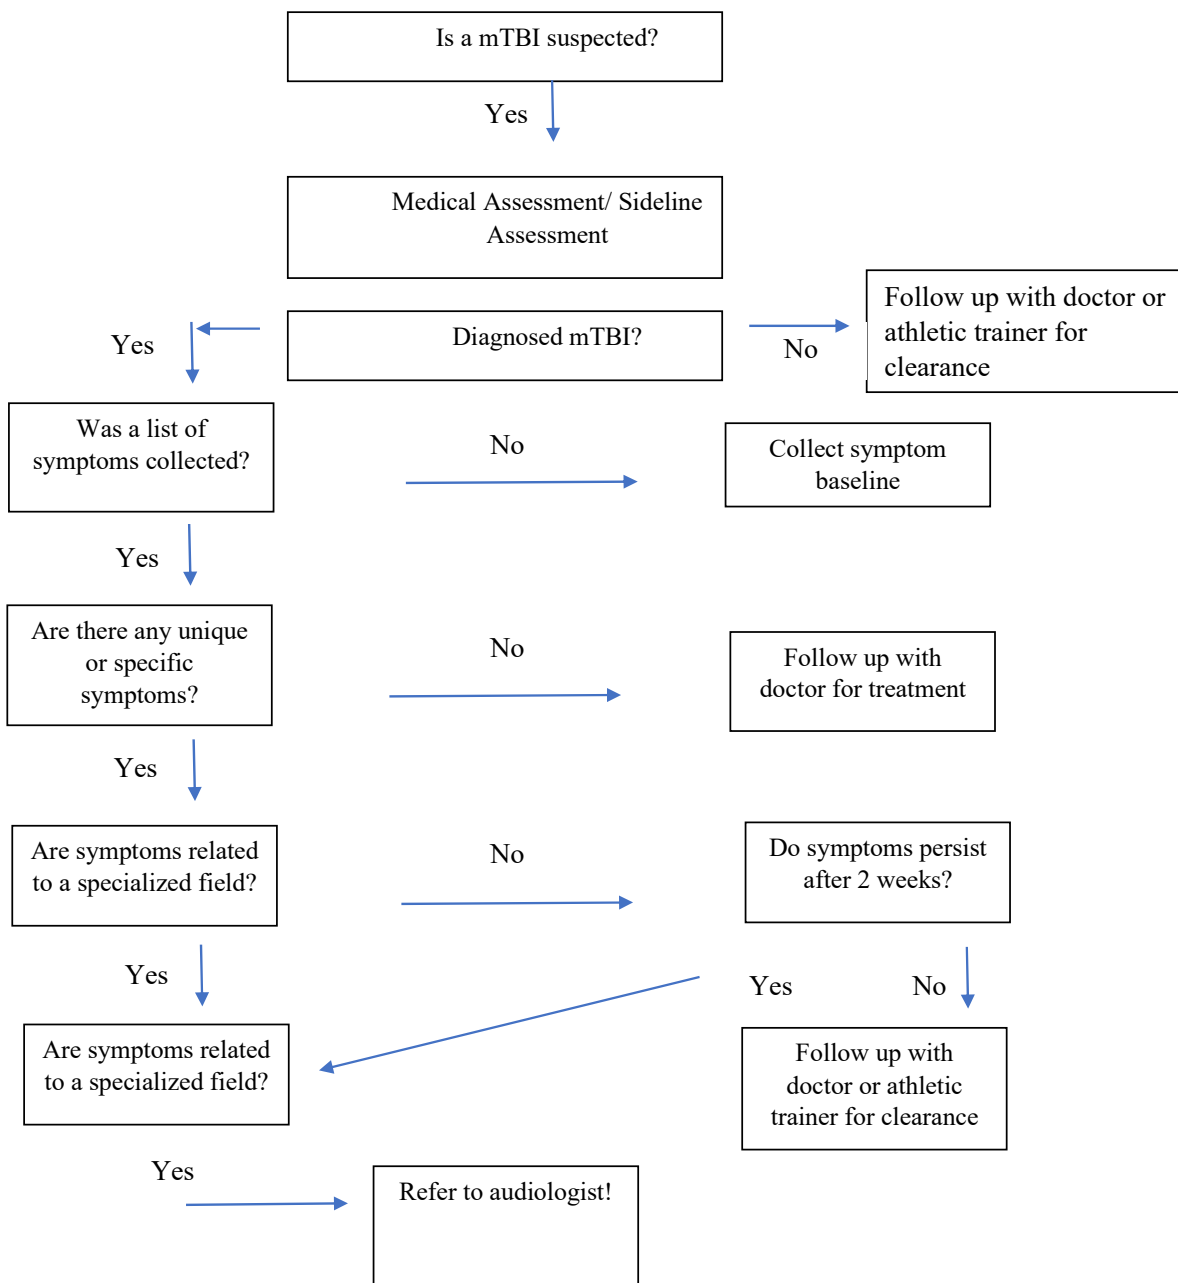 Is a mTBI suspected?
Yes
Medical Assessment/ Sideline
Assessment
Diagnosed mTBI?
Yes
No
Follow up with doctor or
athletic trainer for
clearance
Was a list of
symptoms collected?
No
Collect symptom
baseline
Yes
Are there any unique
or specific
symptoms?
No
Follow up with
doctor for treatment
Yes
Are symptoms related
to a specialized field?
No
Do symptoms persist
after 2 weeks?
Yes
Yes
No
Are symptoms related
to a specialized field?
Follow up with
doctor or athletic
trainer for clearance
Yes
Refer to audiologist!